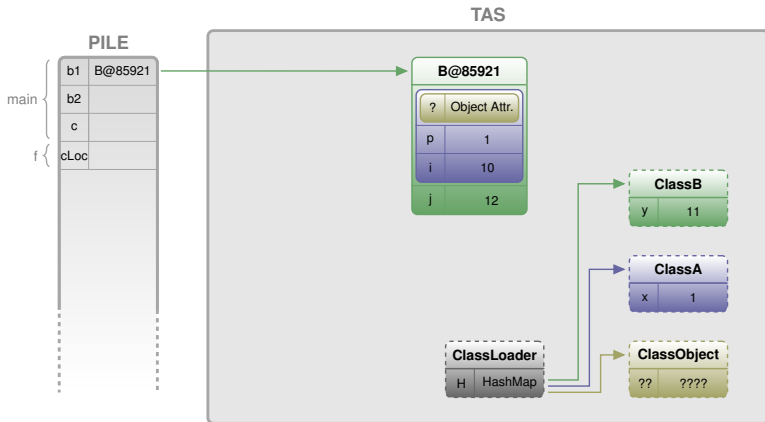 TAS
PILE
b1 B@85921
b2
c
main
cLoc
f
B@85921
? Object Attr.
p 1
i 10
j 12
ClassB
y 11
ClassA
x 1
ClassLoader
H HashMap
ClassObject
?? ????